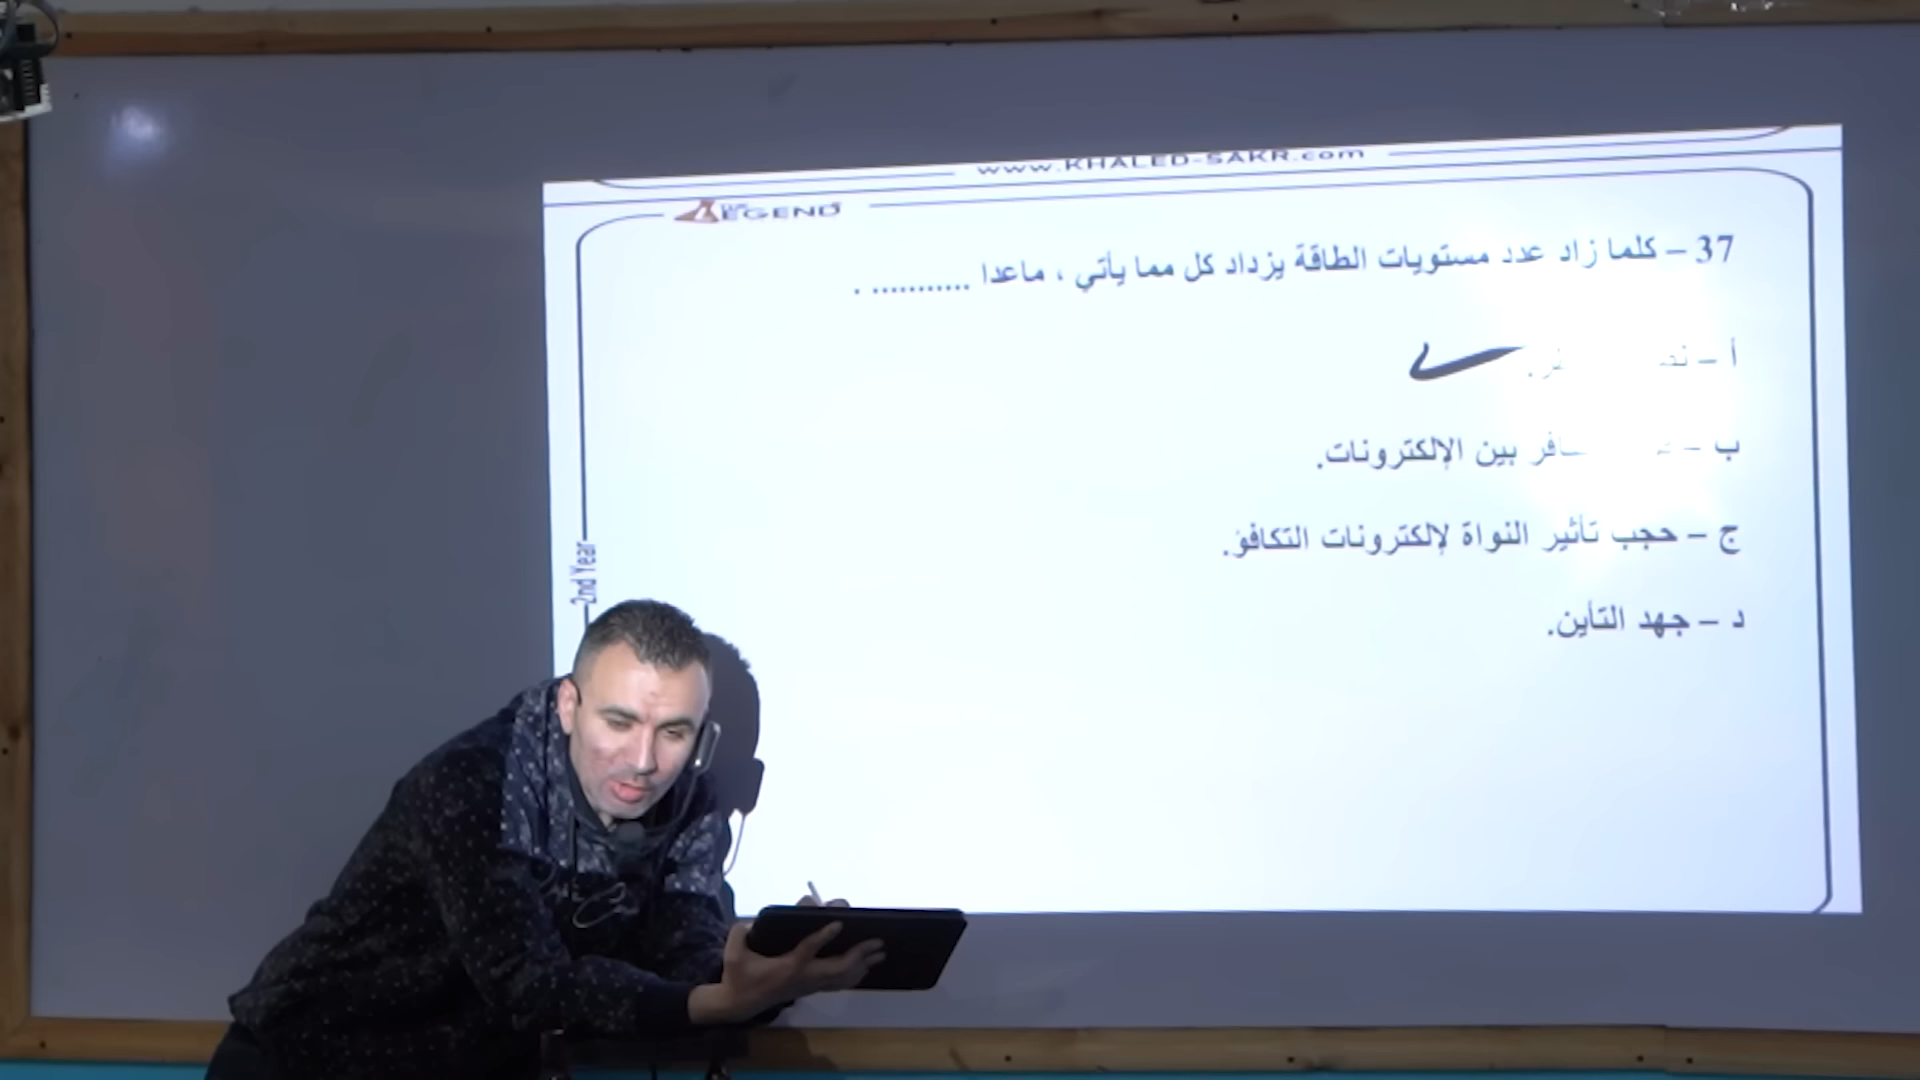 www.KHALED-SAKR.com
LEGEND
37 – كلما زاد عدد مستويات الطاقة يزداد كل مما يأتي ، ماعدا ........... .
أ –
ب – بين الإلكترونات.
ج – حجب تأثير النواة لإلكترونات التكافؤ.
د – جهد التأين.
2nd Year